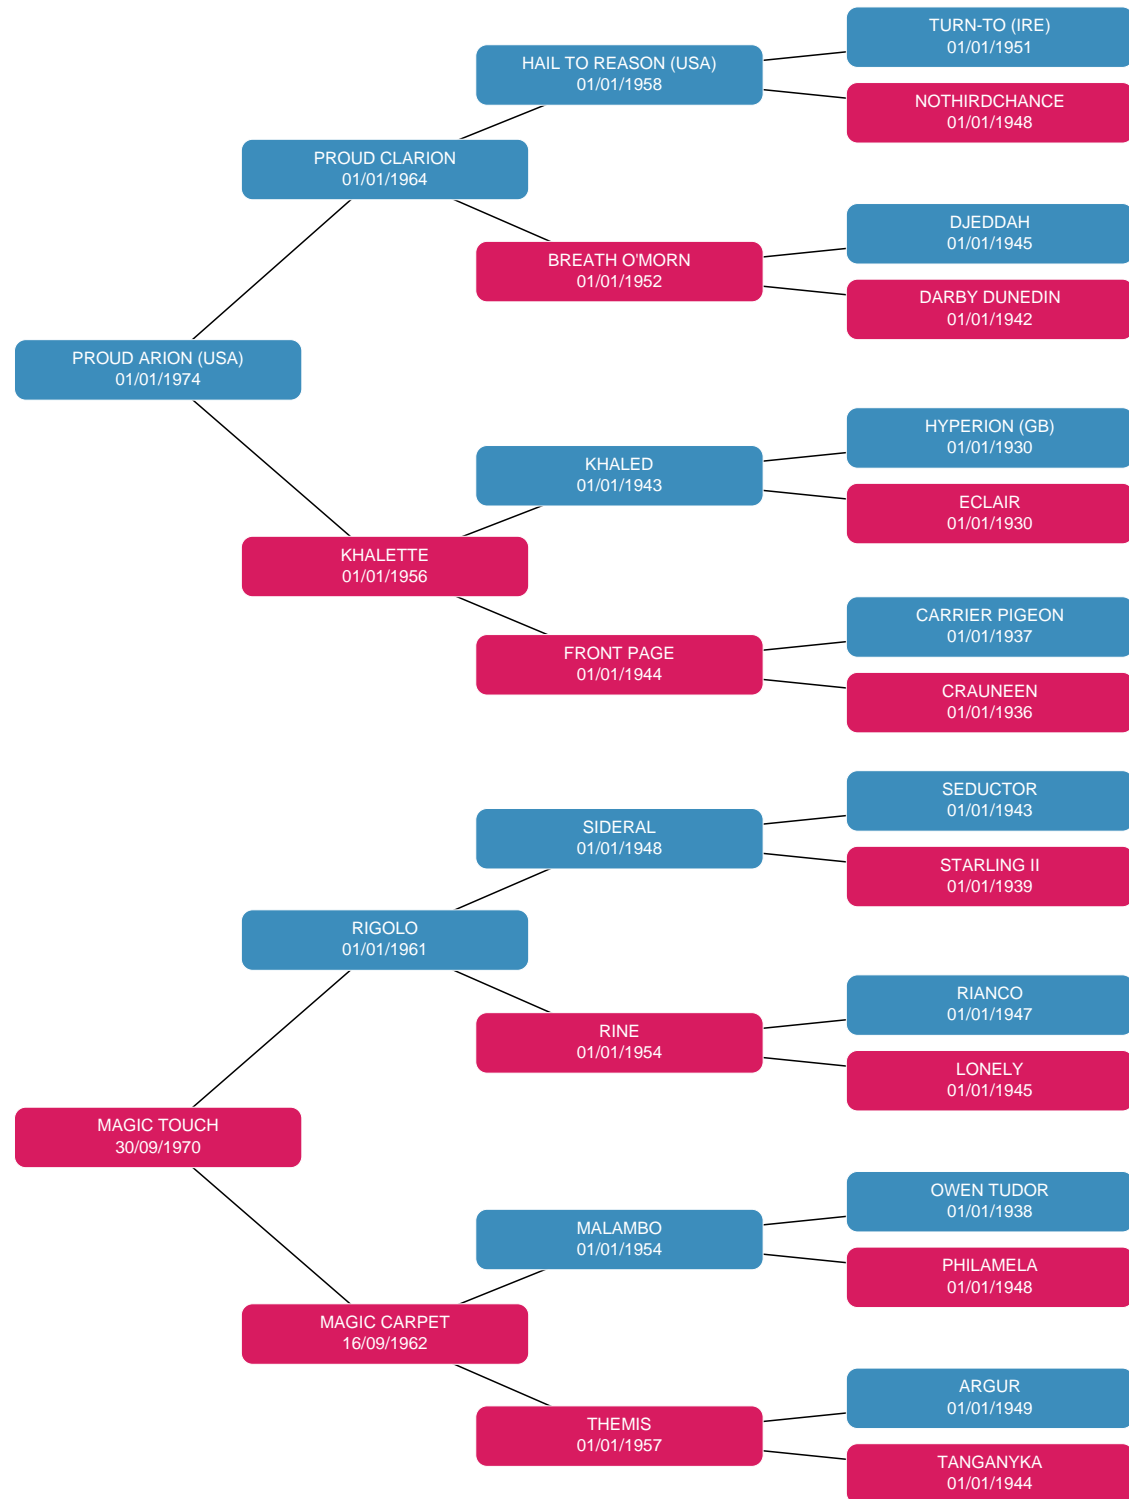 TURN-TO (IRE)
01/01/1951
HAIL TO REASON (USA)
01/01/1958
NOTHIRDCHANCE
01/01/1948
PROUD CLARION
01/01/1964
DJEDDAH
01/01/1945
BREATH O'MORN
01/01/1952
DARBY DUNEDIN
01/01/1942
PROUD ARION (USA)
01/01/1974
HYPERION (GB)
01/01/1930
KHALED
01/01/1943
ECLAIR
01/01/1930
KHALETTE
01/01/1956
CARRIER PIGEON
01/01/1937
FRONT PAGE
01/01/1944
CRAUNEEN
01/01/1936
SEDUCTOR
01/01/1943
SIDERAL
01/01/1948
STARLING II
01/01/1939
RIGOLO
01/01/1961
RIANCO
01/01/1947
RINE
01/01/1954
LONELY
01/01/1945
MAGIC TOUCH
30/09/1970
OWEN TUDOR
01/01/1938
MALAMBO
01/01/1954
PHILAMELA
01/01/1948
MAGIC CARPET
16/09/1962
ARGUR
01/01/1949
THEMIS
01/01/1957
TANGANYKA
01/01/1944